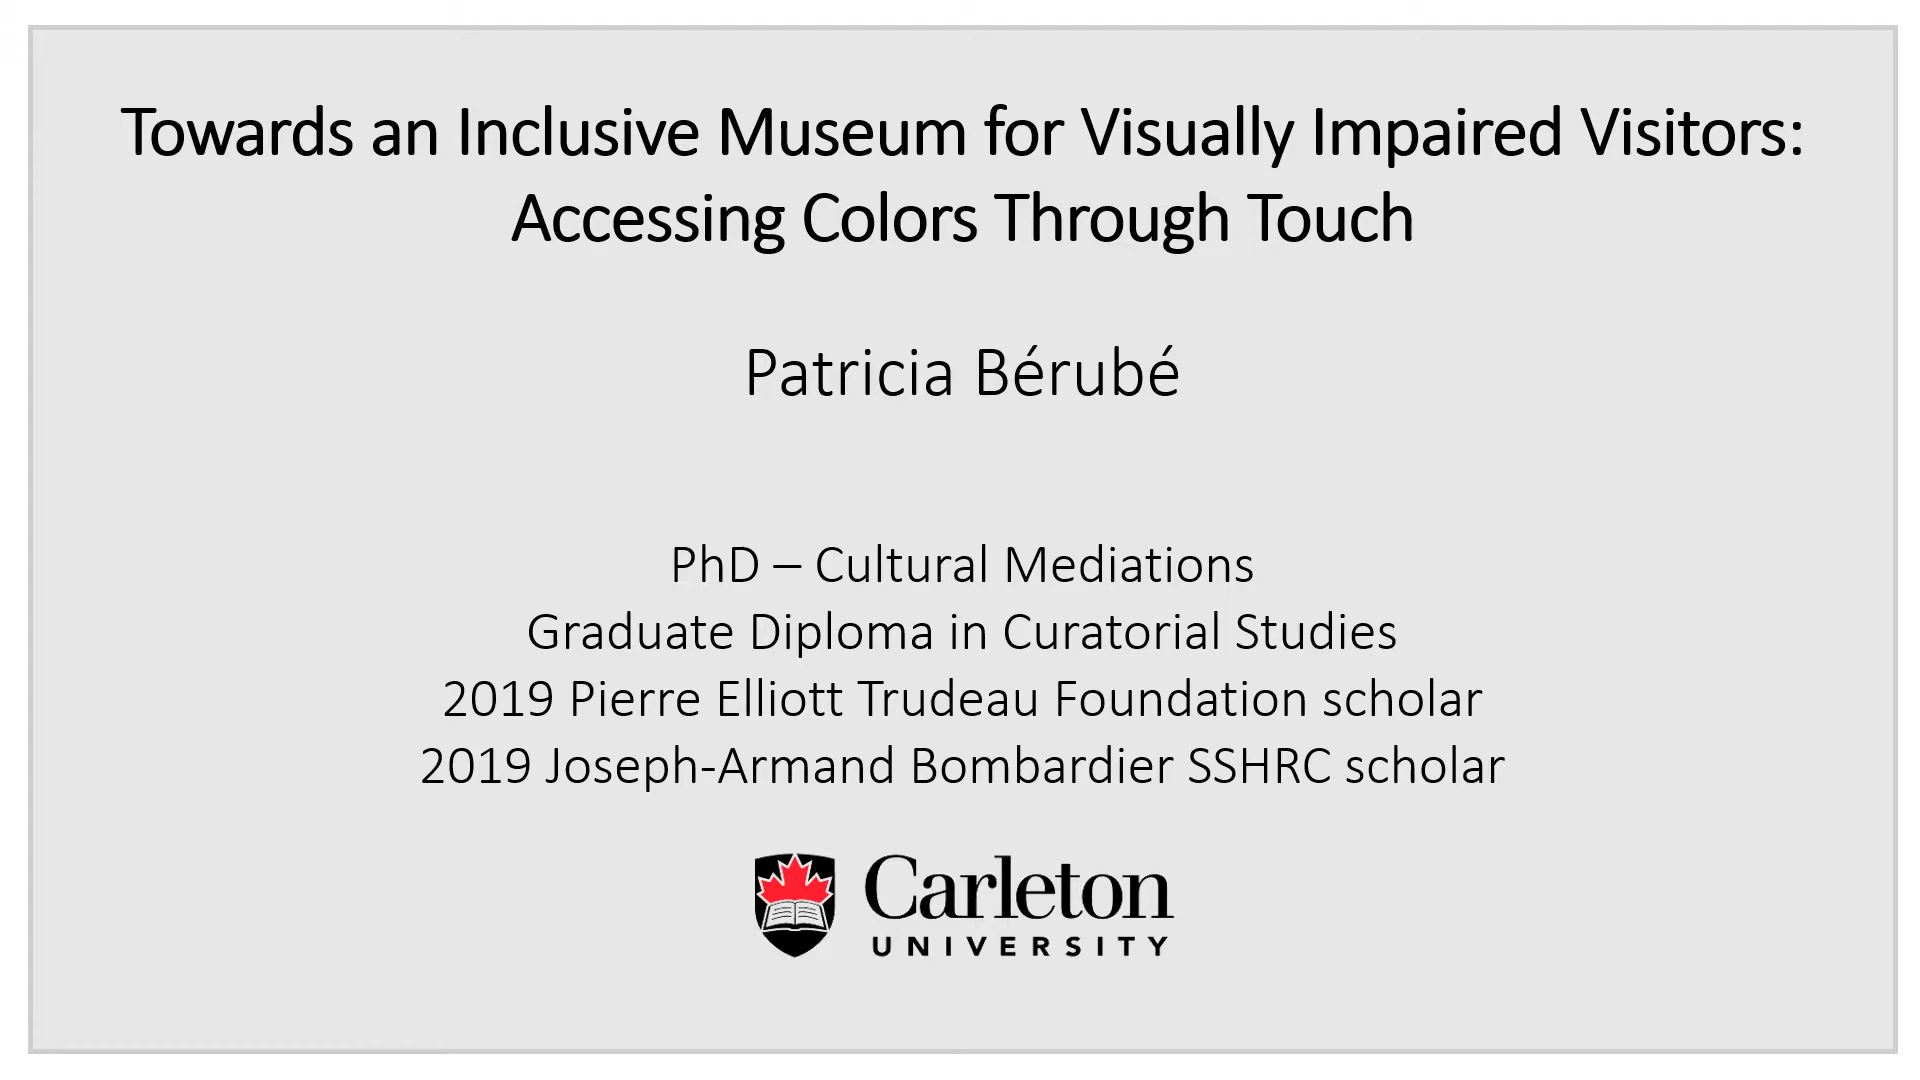 Towards an Inclusive Museum for Visually Impaired Visitors:
Accessing Colors Through Touch
Patricia Bérubé
PhD – Cultural Mediations
Graduate Diploma in Curatorial Studies
2019 Pierre Elliott Trudeau Foundation scholar
2019 Joseph-Armand Bombardier SSHRC scholar
Carleton
UNIVERSITY